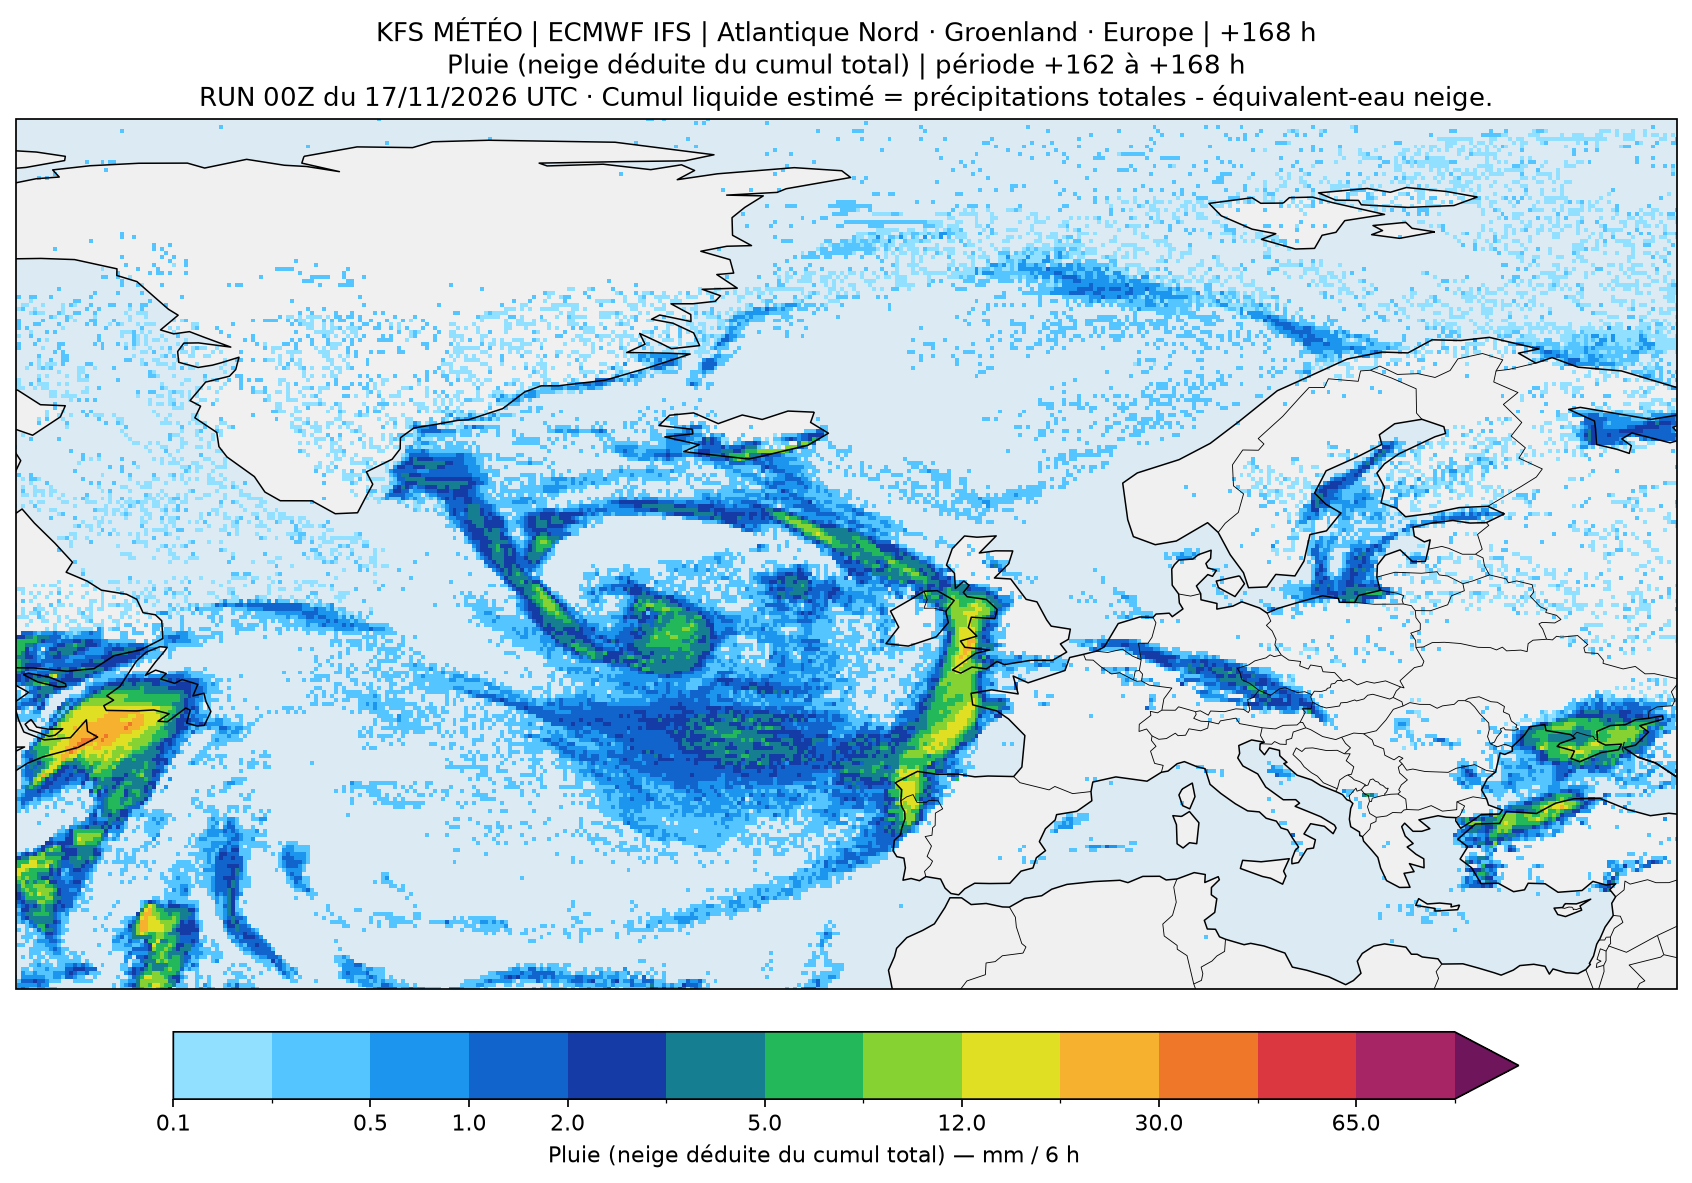 KFS MÉTÉO | ECMWF IFS | Atlantique Nord · Groenland · Europe | +168 h
Pluie (neige déduite du cumul total) | période +162 à +168 h
RUN 00Z du 17/11/2026 UTC · Cumul liquide estimé = précipitations totales - équivalent-eau neige.
0.1 0.5 1.0 2.0 5.0 12.0 30.0 65.0
Pluie (neige déduite du cumul total) — mm / 6 h